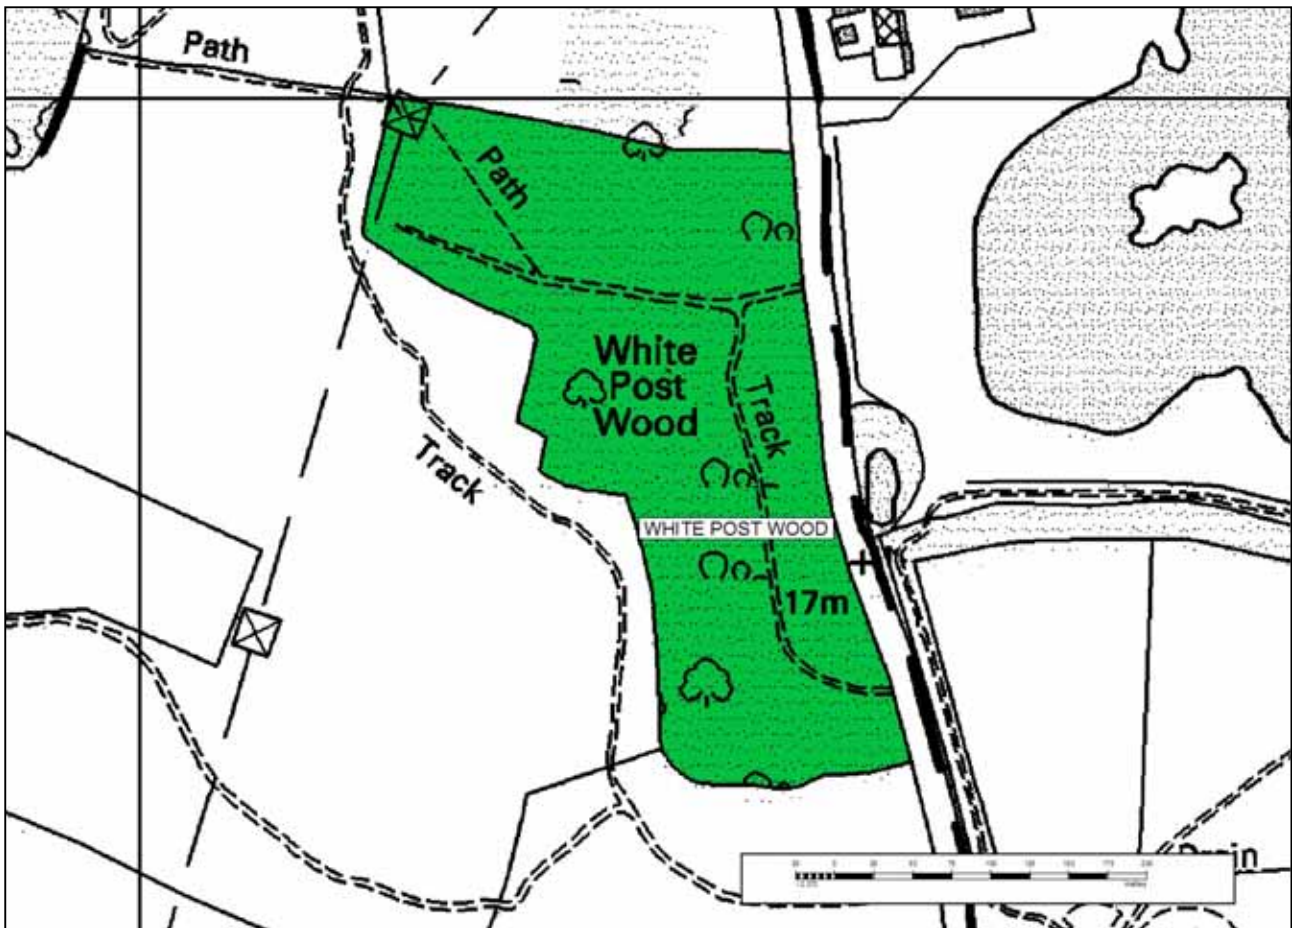 Path
Path
White
Post
Wood
Track
Track
WHITE POST WOOD
17m
Drain